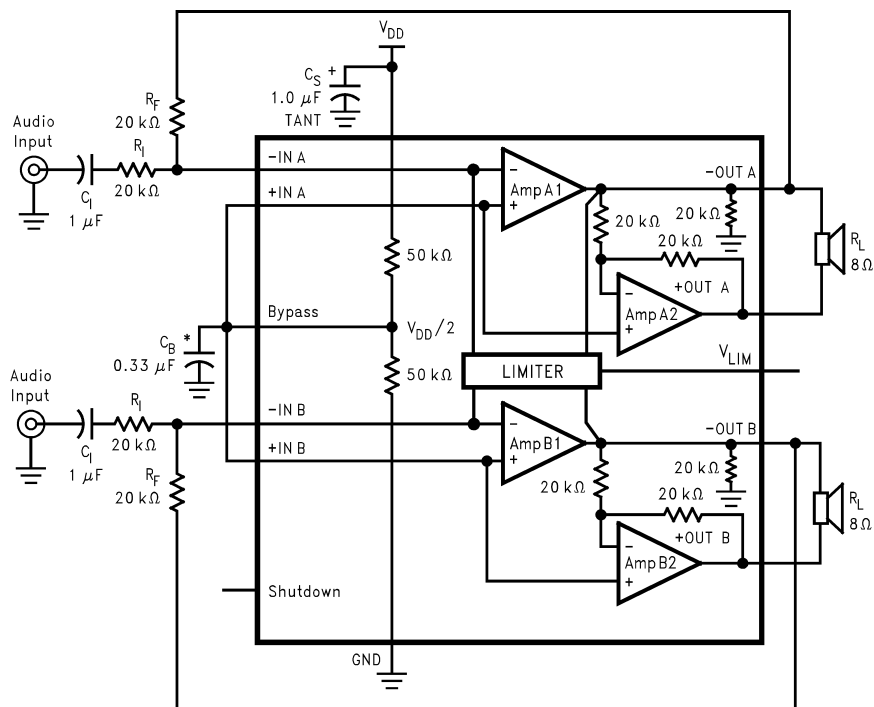 V_DD
C_S +
1.0 µF
TANT
R_F
20 kΩ
Audio
Input
R_I
20 kΩ
C_I
1 µF
-IN A
+IN A
-
Amp A1
+
-OUT A
20 kΩ
20 kΩ
20 kΩ
R_L
8Ω
50 kΩ
+OUT A
-
Amp A2
+
Bypass
V_DD/2
C_B *
0.33 µF
V_LIM
LIMITER
50 kΩ
Audio
Input
R_I
20 kΩ
C_I
1 µF
-IN B
+IN B
-
Amp B1
+
-OUT B
R_F
20 kΩ
20 kΩ
20 kΩ
20 kΩ
R_L
8Ω
+OUT B
-
Amp B2
+
Shutdown
GND